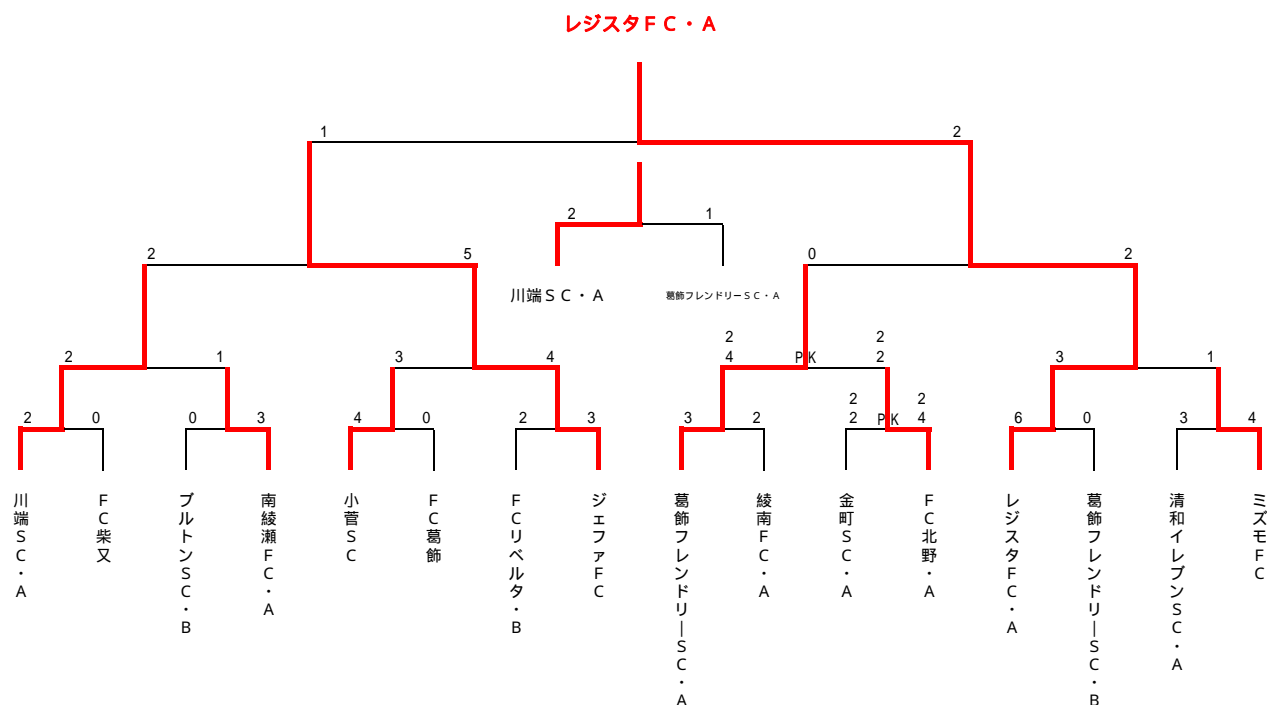 レジスタＦＣ・Ａ
1 2
2 1
2 5 0 2
川端ＳＣ・Ａ 葛飾フレンドリーＳＣ・Ａ
2 2
2 1 3 4 4 ＰＫ 2 3 1
2 2
2 0 0 3 4 0 2 3 3 2 2 ＰＫ 4 6 0 3 4
川端ＳＣ・Ａ
ＦＣ柴又
ブルトンＳＣ・Ｂ
南綾瀬ＦＣ・Ａ
小菅ＳＣ
ＦＣ葛飾
ＦＣリベルタ・Ｂ
ジェファＦＣ
葛飾フレンドリーＳＣ・Ａ
綾南ＦＣ・Ａ
金町ＳＣ・Ａ
ＦＣ北野・Ａ
レジスタＦＣ・Ａ
葛飾フレンドリーＳＣ・Ｂ
清和イレブンＳＣ・Ａ
ミズモＦＣ